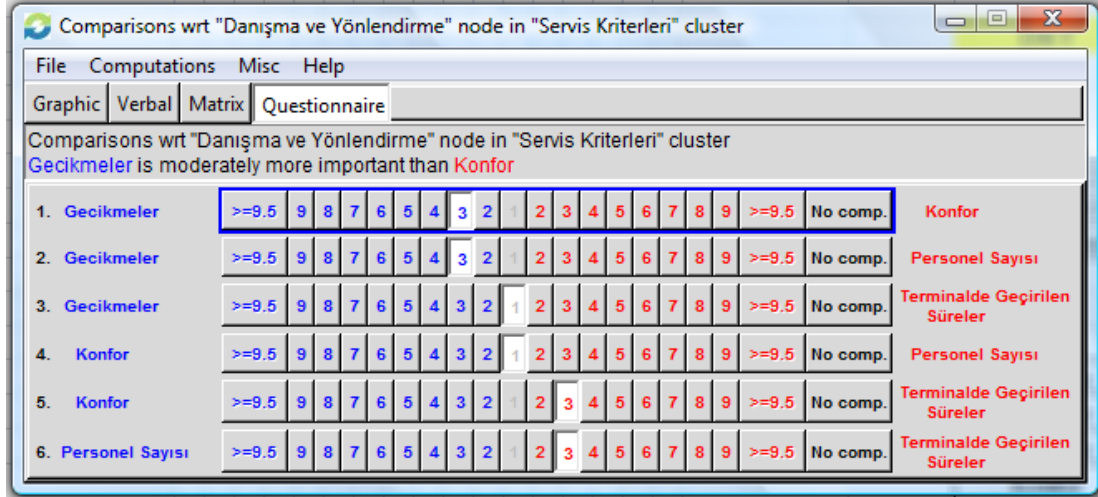 Comparisons wrt "Danışma ve Yönlendirme" node in "Servis Kriterleri" cluster
File Computations Misc Help
Graphic Verbal Matrix Questionnaire
Comparisons wrt "Danışma ve Yönlendirme" node in "Servis Kriterleri" cluster
Gecikmeler is moderately more important than Konfor
1. Gecikmeler >=9.5 9 8 7 6 5 4 3 2 1 2 3 4 5 6 7 8 9 >=9.5 No comp. Konfor
2. Gecikmeler >=9.5 9 8 7 6 5 4 3 2 1 2 3 4 5 6 7 8 9 >=9.5 No comp. Personel Sayısı
3. Gecikmeler >=9.5 9 8 7 6 5 4 3 2 1 2 3 4 5 6 7 8 9 >=9.5 No comp. Terminalde Geçirilen
Süreler
4. Konfor >=9.5 9 8 7 6 5 4 3 2 1 2 3 4 5 6 7 8 9 >=9.5 No comp. Personel Sayısı
5. Konfor >=9.5 9 8 7 6 5 4 3 2 1 2 3 4 5 6 7 8 9 >=9.5 No comp. Terminalde Geçirilen
Süreler
6. Personel Sayısı >=9.5 9 8 7 6 5 4 3 2 1 2 3 4 5 6 7 8 9 >=9.5 No comp. Terminalde Geçirilen
Süreler